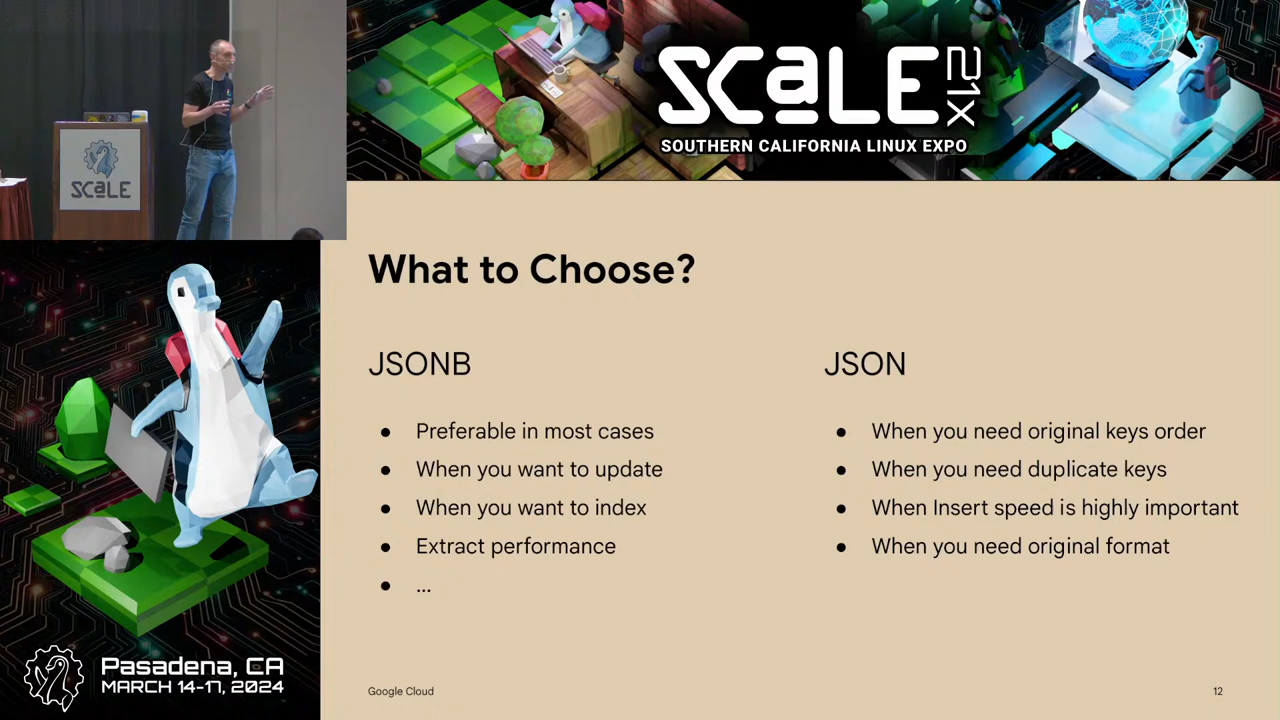 SCALE
SCALE 21X
SOUTHERN CALIFORNIA LINUX EXPO
What to Choose?
JSONB
● Preferable in most cases
● When you want to update
● When you want to index
● Extract performance
● ...
JSON
● When you need original keys order
● When you need duplicate keys
● When Insert speed is highly important
● When you need original format
Pasadena, CA
MARCH 14-17, 2024
Google Cloud
12